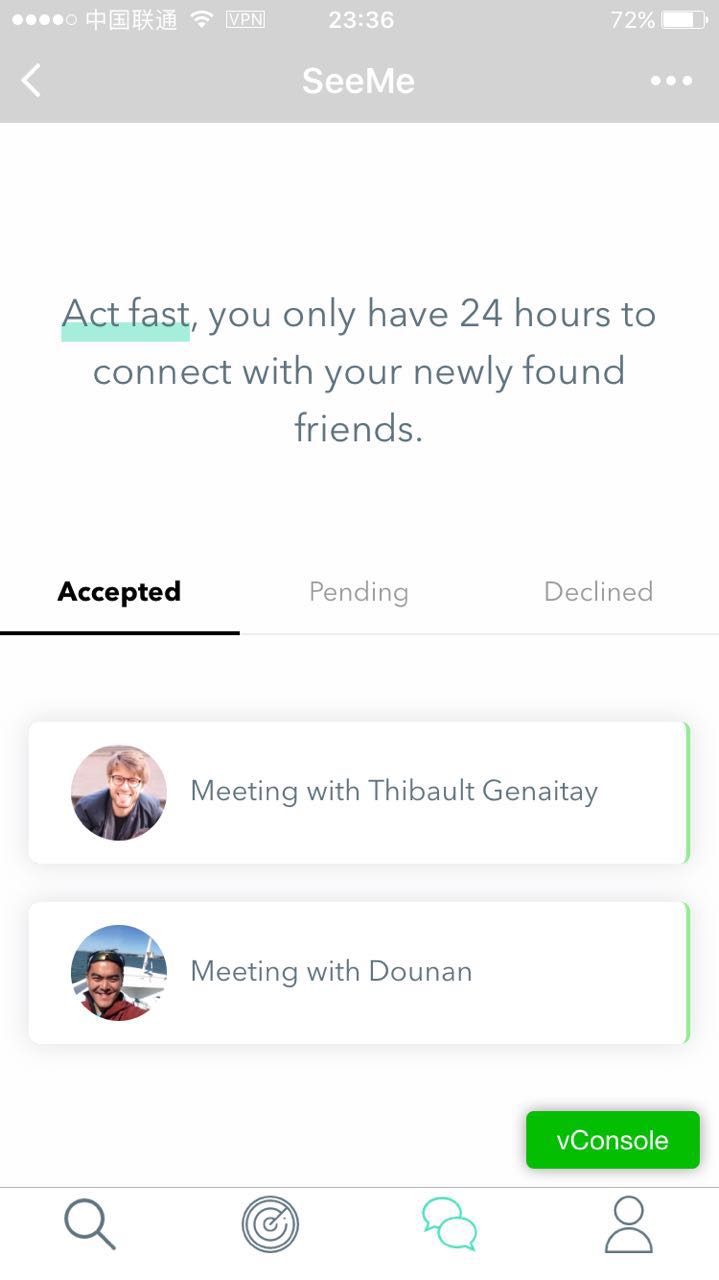 中国联通 VPN 23:36 72%
SeeMe
Act fast, you only have 24 hours to
connect with your newly found
friends.
Accepted Pending Declined
Meeting with Thibault Genaitay
Meeting with Dounan
vConsole